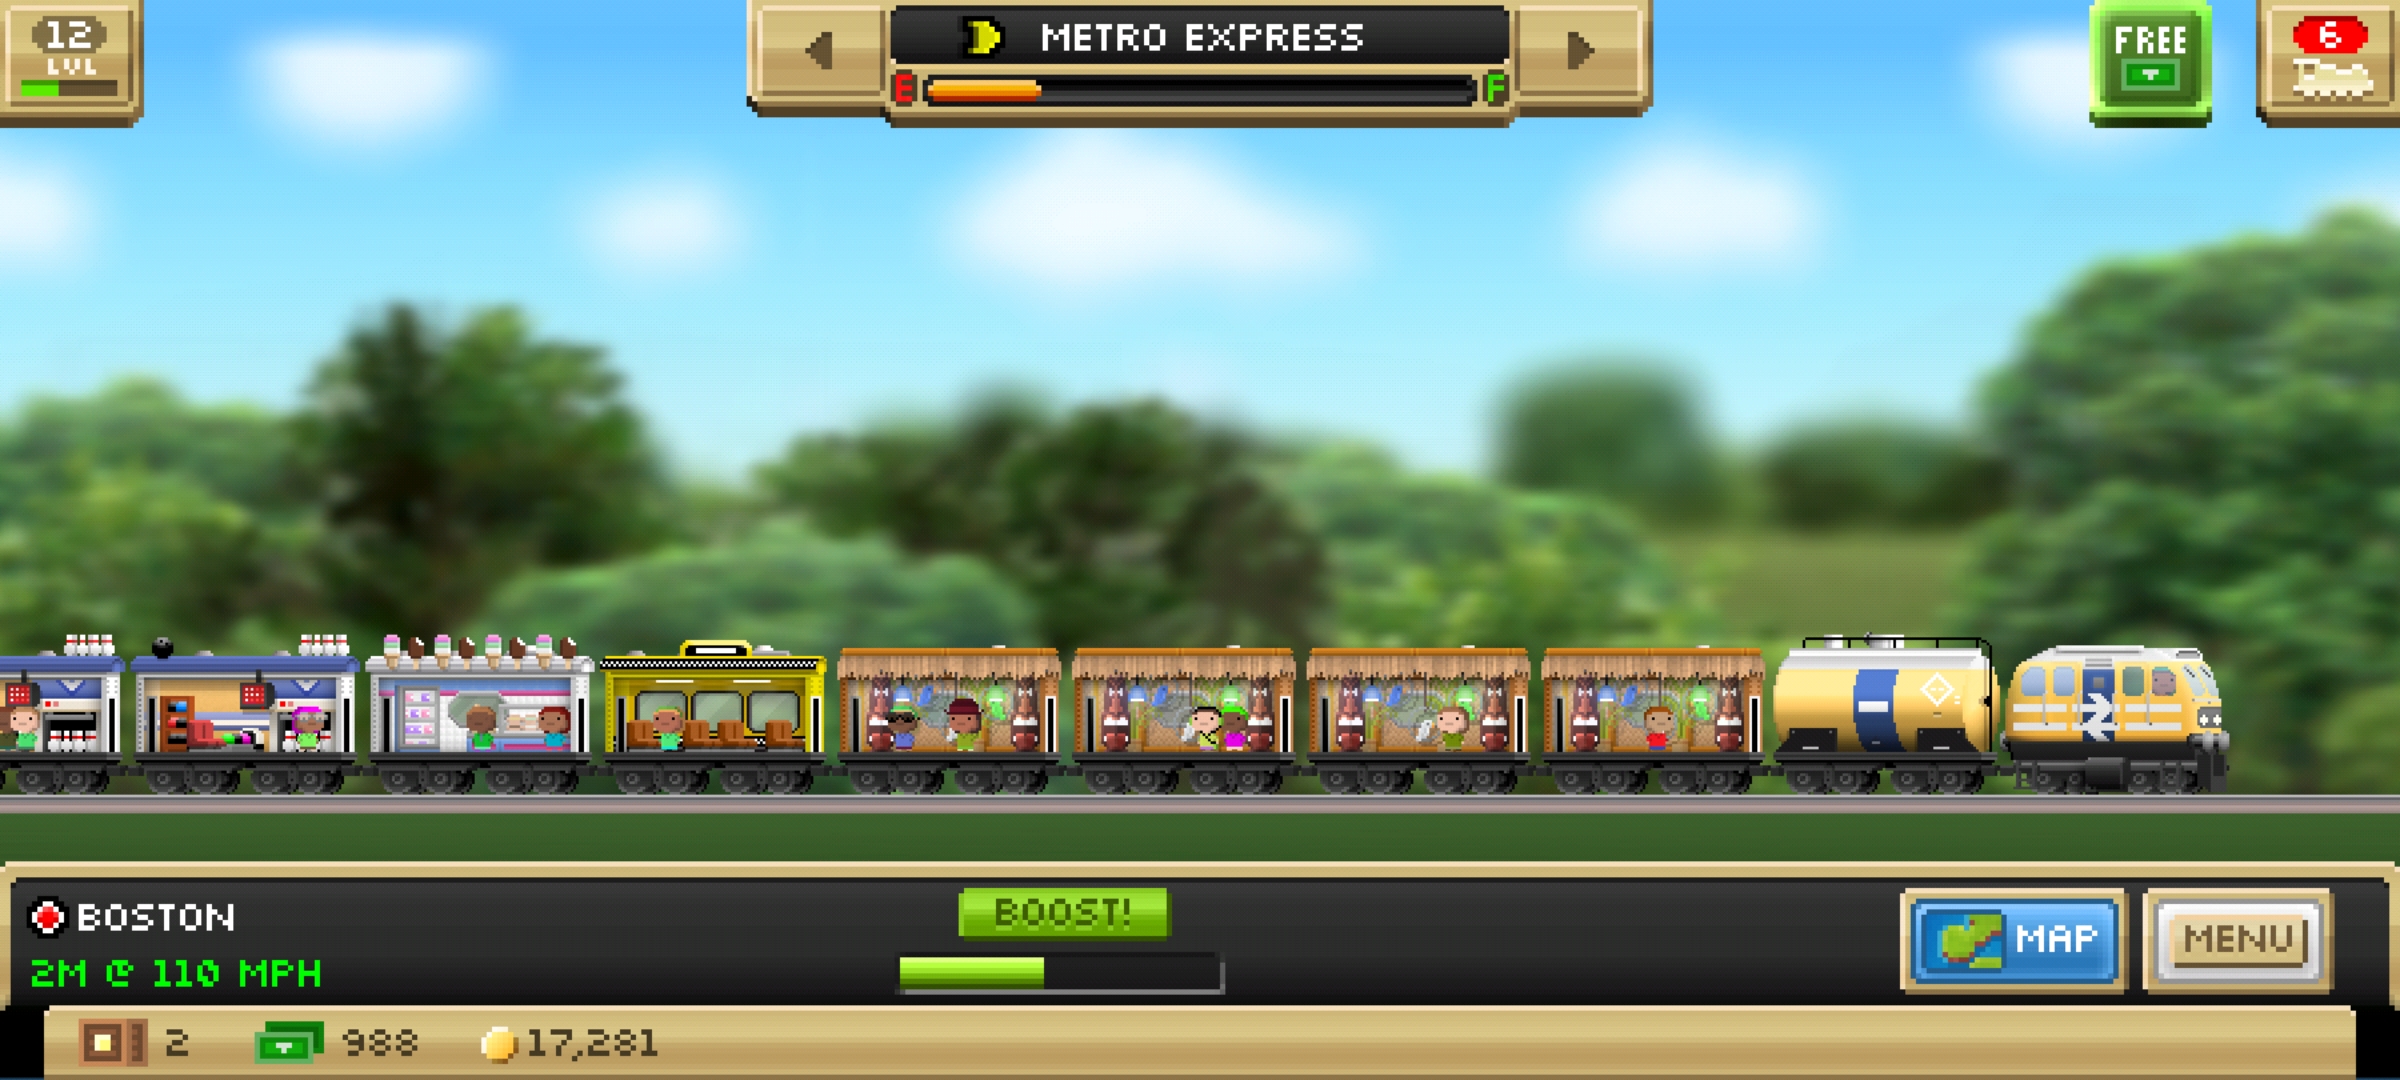 12
LVL
METRO EXPRESS
E F
FREE
6
BOSTON
2M @ 110 MPH
BOOST!
MAP
MENU
2
988
17,281